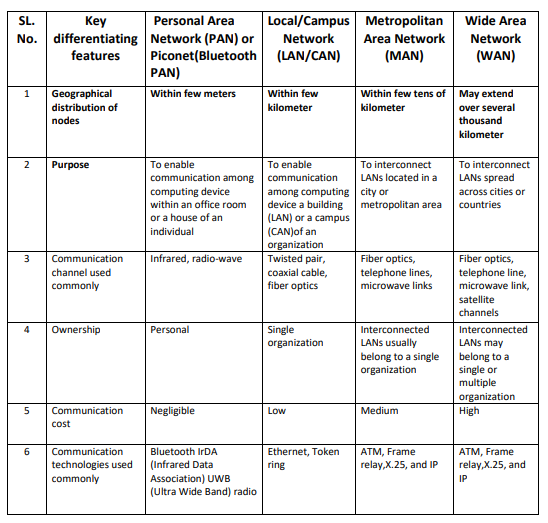 SL.
No.
Key
differentiating
features
Personal Area
Network (PAN) or
Piconet(Bluetooth
PAN)
Local/Campus
Network
(LAN/CAN)
Metropolitan
Area Network
(MAN)
Wide Area
Network
(WAN)
1
Geographical
distribution of
nodes
Within few meters
Within few
kilometer
Within few tens of
kilometer
May extend
over several
thousand
kilometer
2
Purpose
To enable
communication among
computing device
within an office room
or a house of an
individual
To enable
communication
among computing
device a building
(LAN) or a campus
(CAN)of an
organization
To interconnect
LANs located in a
city or
metropolitan area
To interconnect
LANs spread
across cities or
countries
3
Communication
channel used
commonly
Infrared, radio-wave
Twisted pair,
coaxial cable,
fiber optics
Fiber optics,
telephone lines,
microwave links
Fiber optics,
telephone line,
microwave link,
satellite
channels
4
Ownership
Personal
Single
organization
Interconnected
LANs usually
belong to a single
organization
Interconnected
LANs may
belong to a
single or
multiple
organization
5
Communication
cost
Negligible
Low
Medium
High
6
Communication
technologies used
commonly
Bluetooth IrDA
(Infrared Data
Association) UWB
(Ultra Wide Band) radio
Ethernet, Token
ring
ATM, Frame
relay,X.25, and IP
ATM, Frame
relay,X.25, and
IP